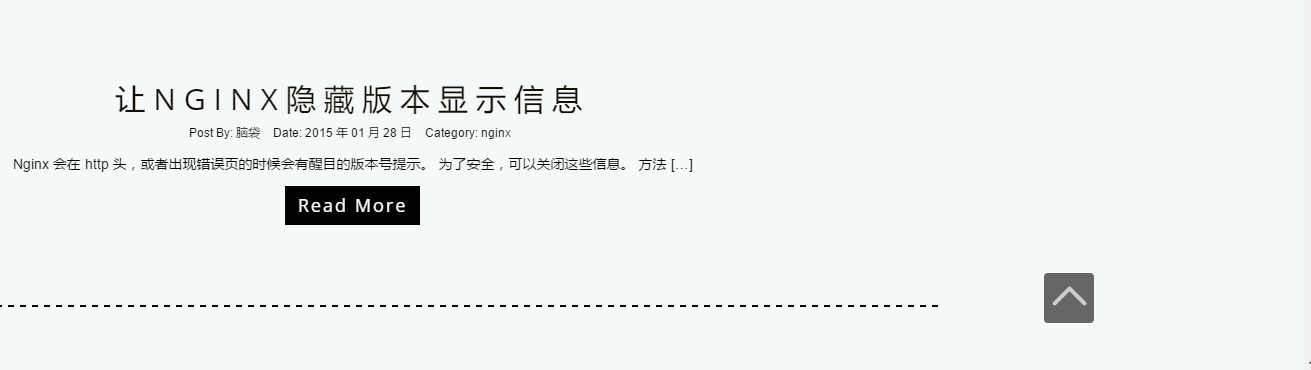 让NGINX隐藏版本显示信息
Post By: 脑袋 Date: 2015 年 01 月 28 日 Category: nginx
Nginx 会在 http 头，或者出现错误页的时候会有醒目的版本号提示。 为了安全，可以关闭这些信息。 方法 […]
Read More